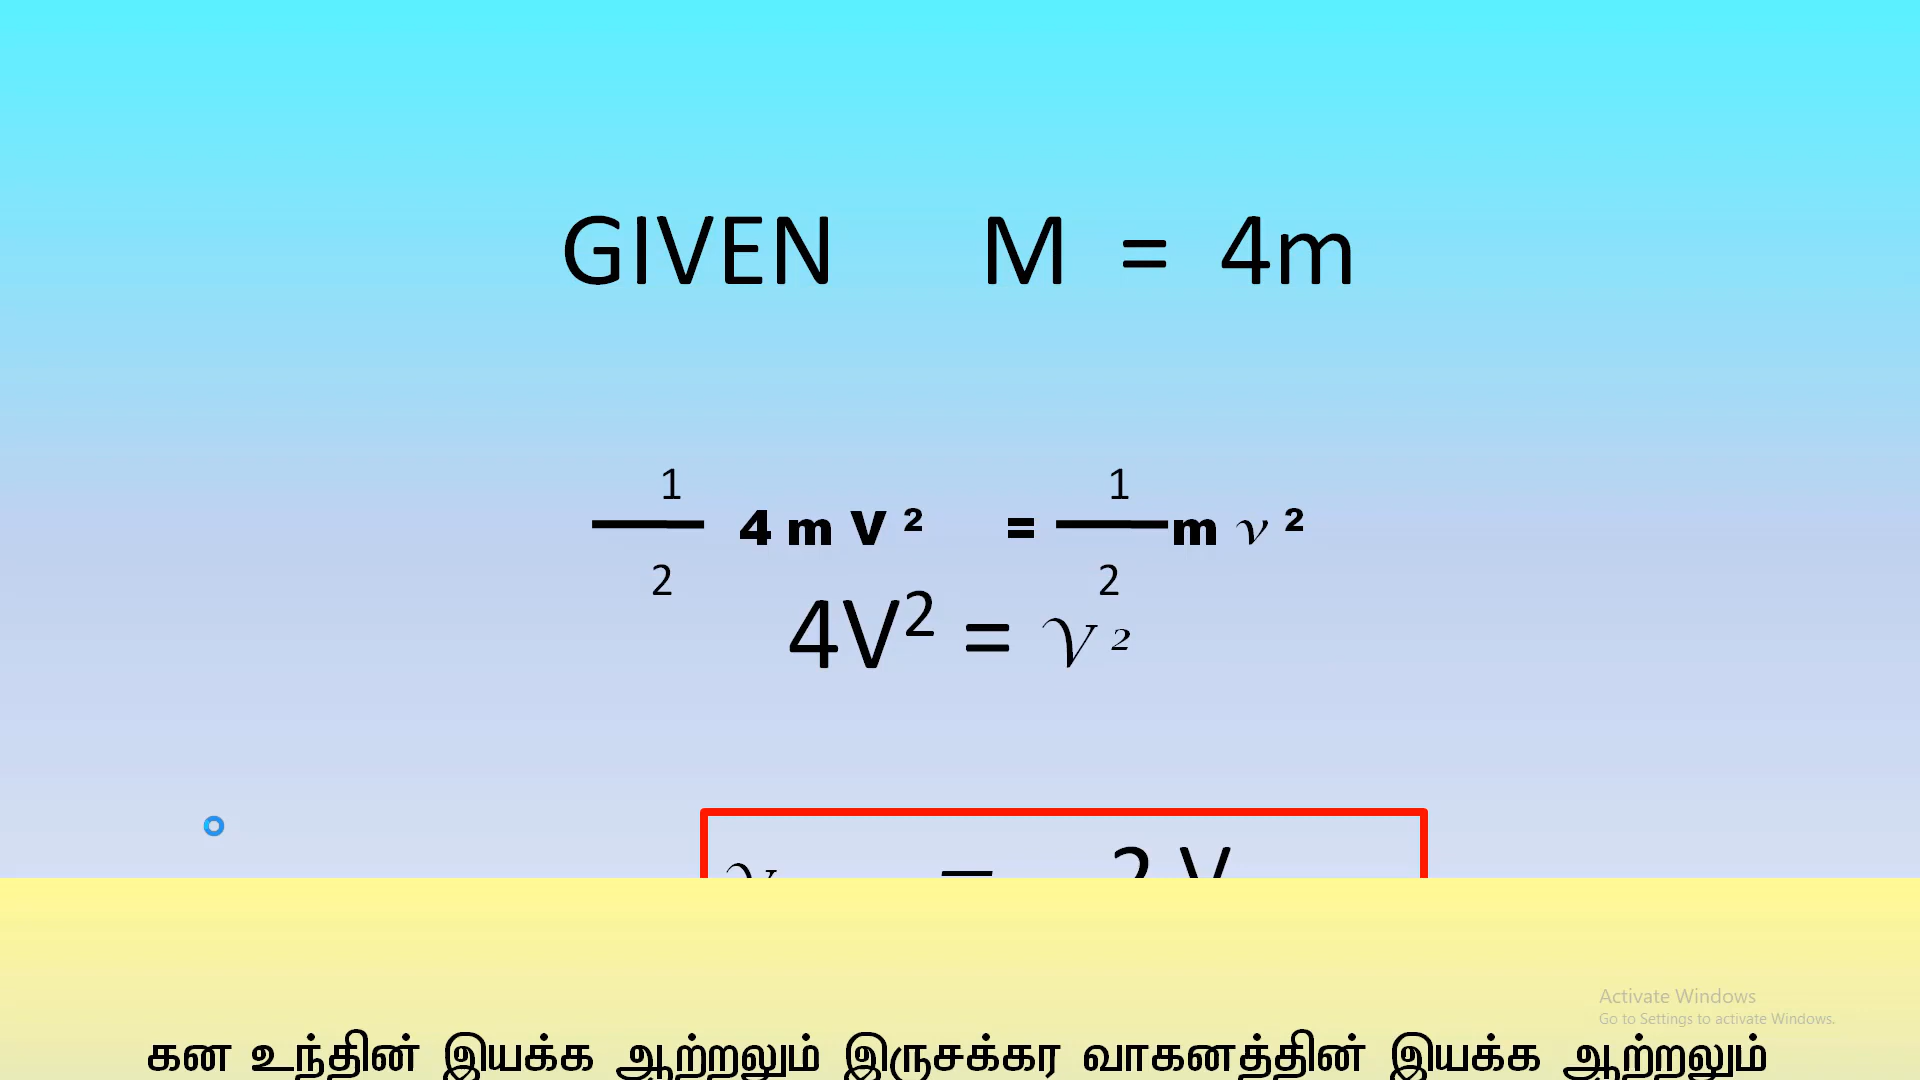 GIVEN M = 4m
1 1
4 m V ² = m 𝜈 ²
2 2
4V² = 𝜈 ²
𝜈 = 2 V
Activate Windows
Go to Settings to activate Windows.
கன உந்தின் இயக்க ஆற்றலும் இருசக்கர வாகனத்தின் இயக்க ஆற்றலும்